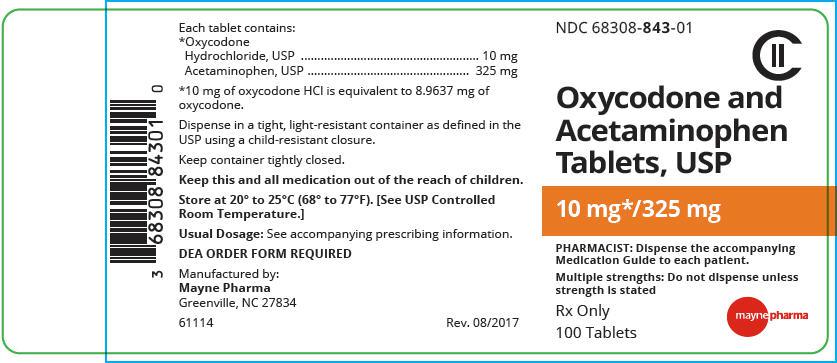 Each tablet contains:
*Oxycodone
Hydrochloride, USP ..................................................... 10 mg
Acetaminophen, USP ................................................ 325 mg
*10 mg of oxycodone HCl is equivalent to 8.9637 mg of
oxycodone.
Dispense in a tight, light-resistant container as defined in the
USP using a child-resistant closure.
Keep container tightly closed.
Keep this and all medication out of the reach of children.
Store at 20° to 25°C (68° to 77°F). [See USP Controlled
Room Temperature.]
Usual Dosage: See accompanying prescribing information.
DEA ORDER FORM REQUIRED
Manufactured by:
Mayne Pharma
Greenville, NC 27834
61114 Rev. 08/2017
3 68308 84301 0
NDC 68308-843-01
CII
Oxycodone and
Acetaminophen
Tablets, USP
10 mg*/325 mg
PHARMACIST: Dispense the accompanying
Medication Guide to each patient.
Multiple strengths: Do not dispense unless
strength is stated
Rx Only
100 Tablets
maynepharma